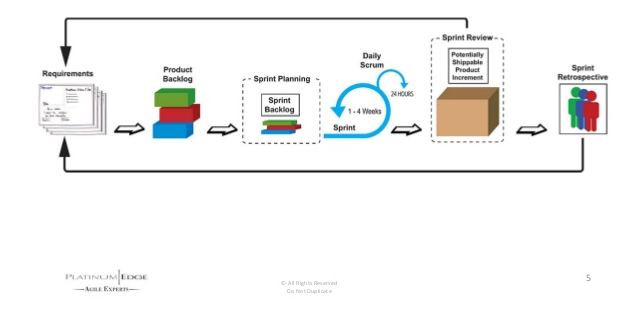 Sprint Review
Potentially
Shippable
Product
Increment
Daily
Scrum
24 HOURS
Sprint
Retrospective
Requirements
Product
Backlog
Sprint Planning
Sprint
Backlog
1 - 4 Weeks
Sprint
PLATINUM EDGE
AGILE EXPERTS
© All Rights Reserved
Do Not Duplicate
5